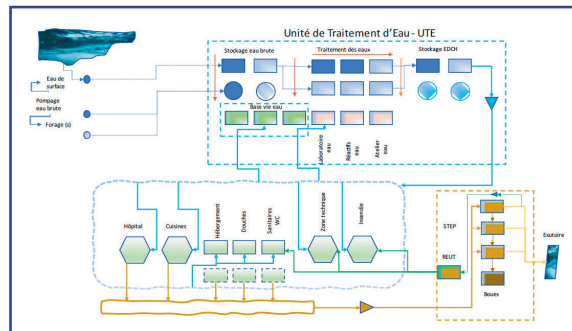 Unité de Traitement d'Eau - UTE
Stockage eau brute
Traitement des eaux
Stockage EDCH
Eau de
surface
Pompage
eau brute
Forage (s)
Base vie eau
Laboratoire
eau
Réactifs
eau
Atelier
eau
Hôpital
Cuisines
Hébergement
Douches
Sanitaires
WC
Zone technique
Incendie
STEP
REUT
Boues
Exutoire